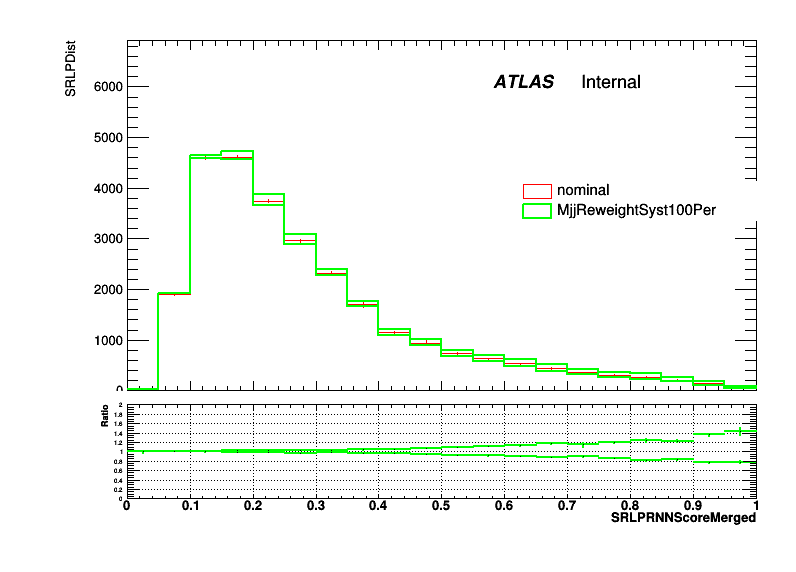 SRLPDist
6000
5000
4000
3000
2000
1000
0
ATLAS Internal
nominal
MjjReweightSyst100Per
Ratio
2
1.8
1.6
1.4
1.2
1
0.8
0.6
0.4
0.2
0
0 0.1 0.2 0.3 0.4 0.5 0.6 0.7 0.8 0.9 1
SRLPRNNScoreMerged